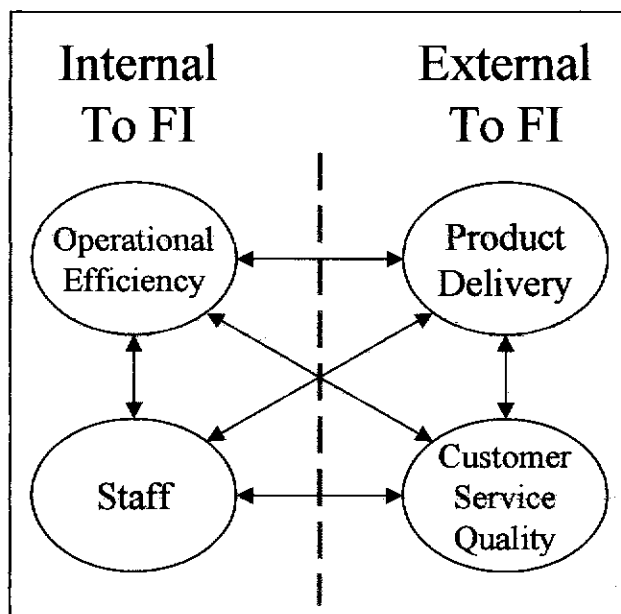 Internal
To FI
External
To FI
Operational
Efficiency
Product
Delivery
Staff
Customer
Service
Quality